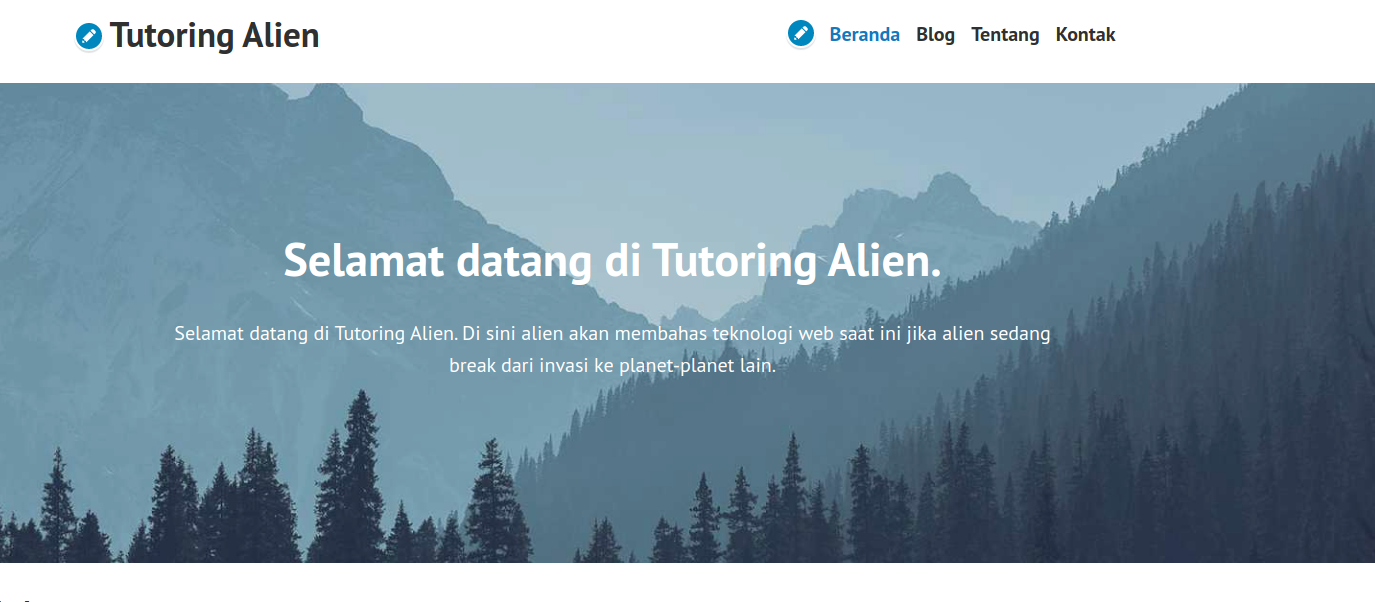 Tutoring Alien
Beranda Blog Tentang Kontak
Selamat datang di Tutoring Alien.
Selamat datang di Tutoring Alien. Di sini alien akan membahas teknologi web saat ini jika alien sedang
break dari invasi ke planet-planet lain.